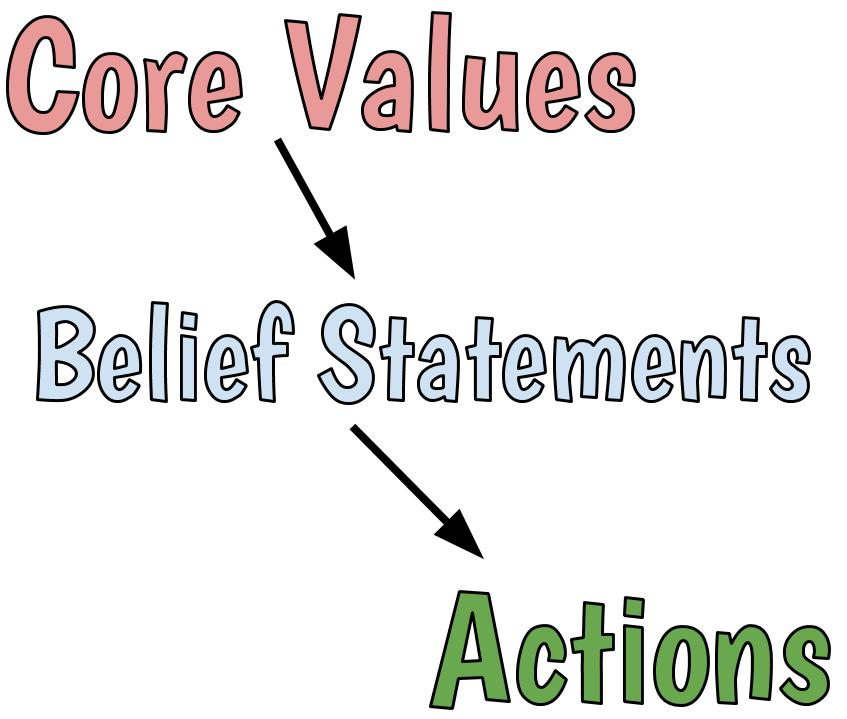 Core Values
Belief Statements
Actions